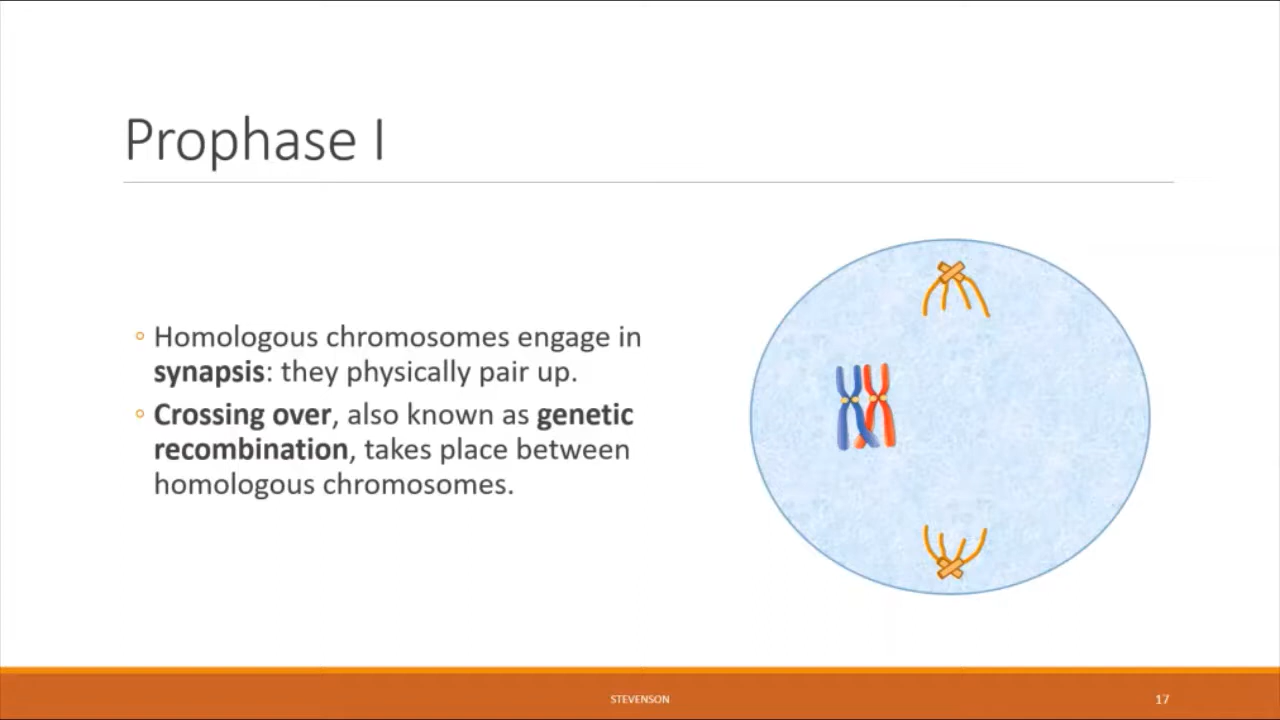 Prophase I
◦ Homologous chromosomes engage in
synapsis: they physically pair up.
◦ Crossing over, also known as genetic
recombination, takes place between
homologous chromosomes.
STEVENSON
17